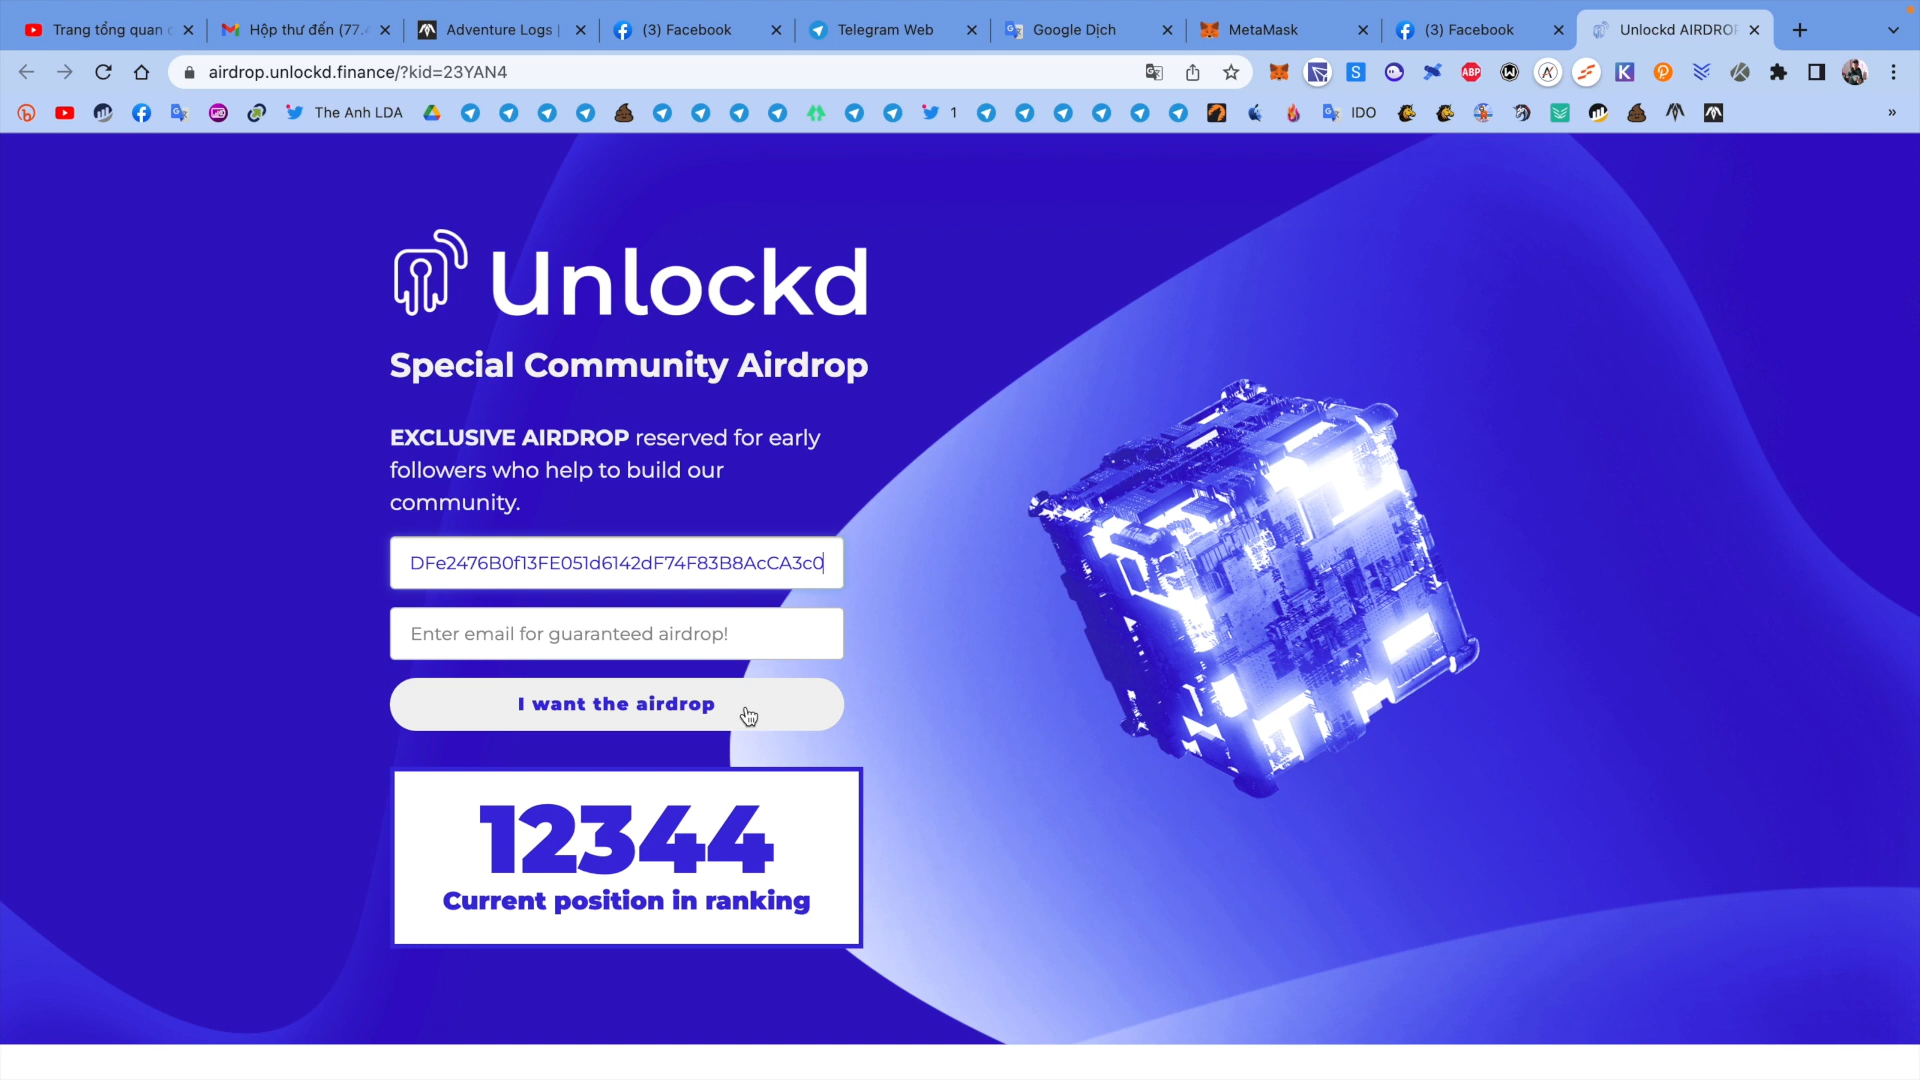 Trang tổng quan c
Hộp thư đến (77.4
Adventure Logs |
(3) Facebook
Telegram Web
Google Dịch
MetaMask
(3) Facebook
Unlockd AIRDROP
airdrop.unlockd.finance/?kid=23YAN4
ABP
The Anh LDA
1
IDO
Unlockd
Special Community Airdrop
EXCLUSIVE AIRDROP reserved for early
followers who help to build our
community.
DFe2476B0f13FE051d6142dF74F83B8AcCA3c0
Enter email for guaranteed airdrop!
I want the airdrop
12344
Current position in ranking